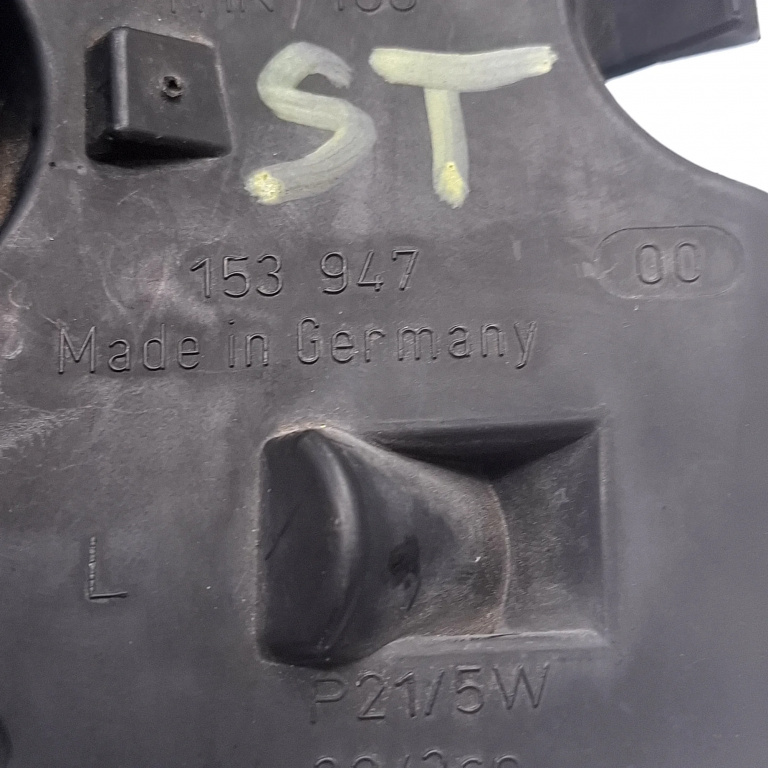 ST
153 947
00
Made in Germany
L
P21/5W